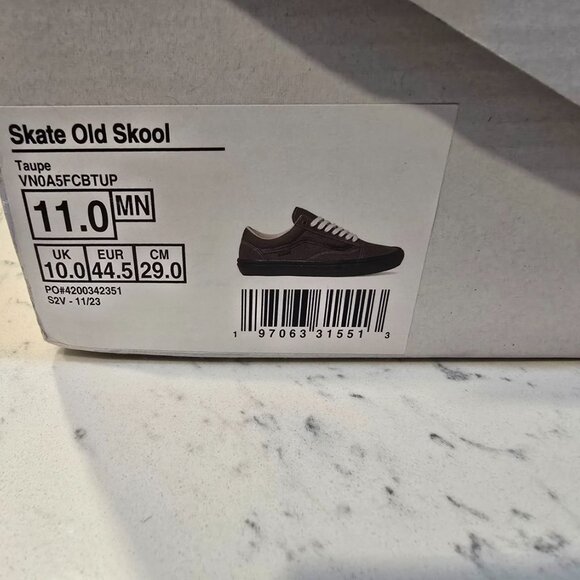 Skate Old Skool
Taupe
VN0A5FCBTUP
11.0 MN
UK EUR CM
10.0 44.5 29.0
PO#4200342351
S2V - 11/23
1 97063 31551 3